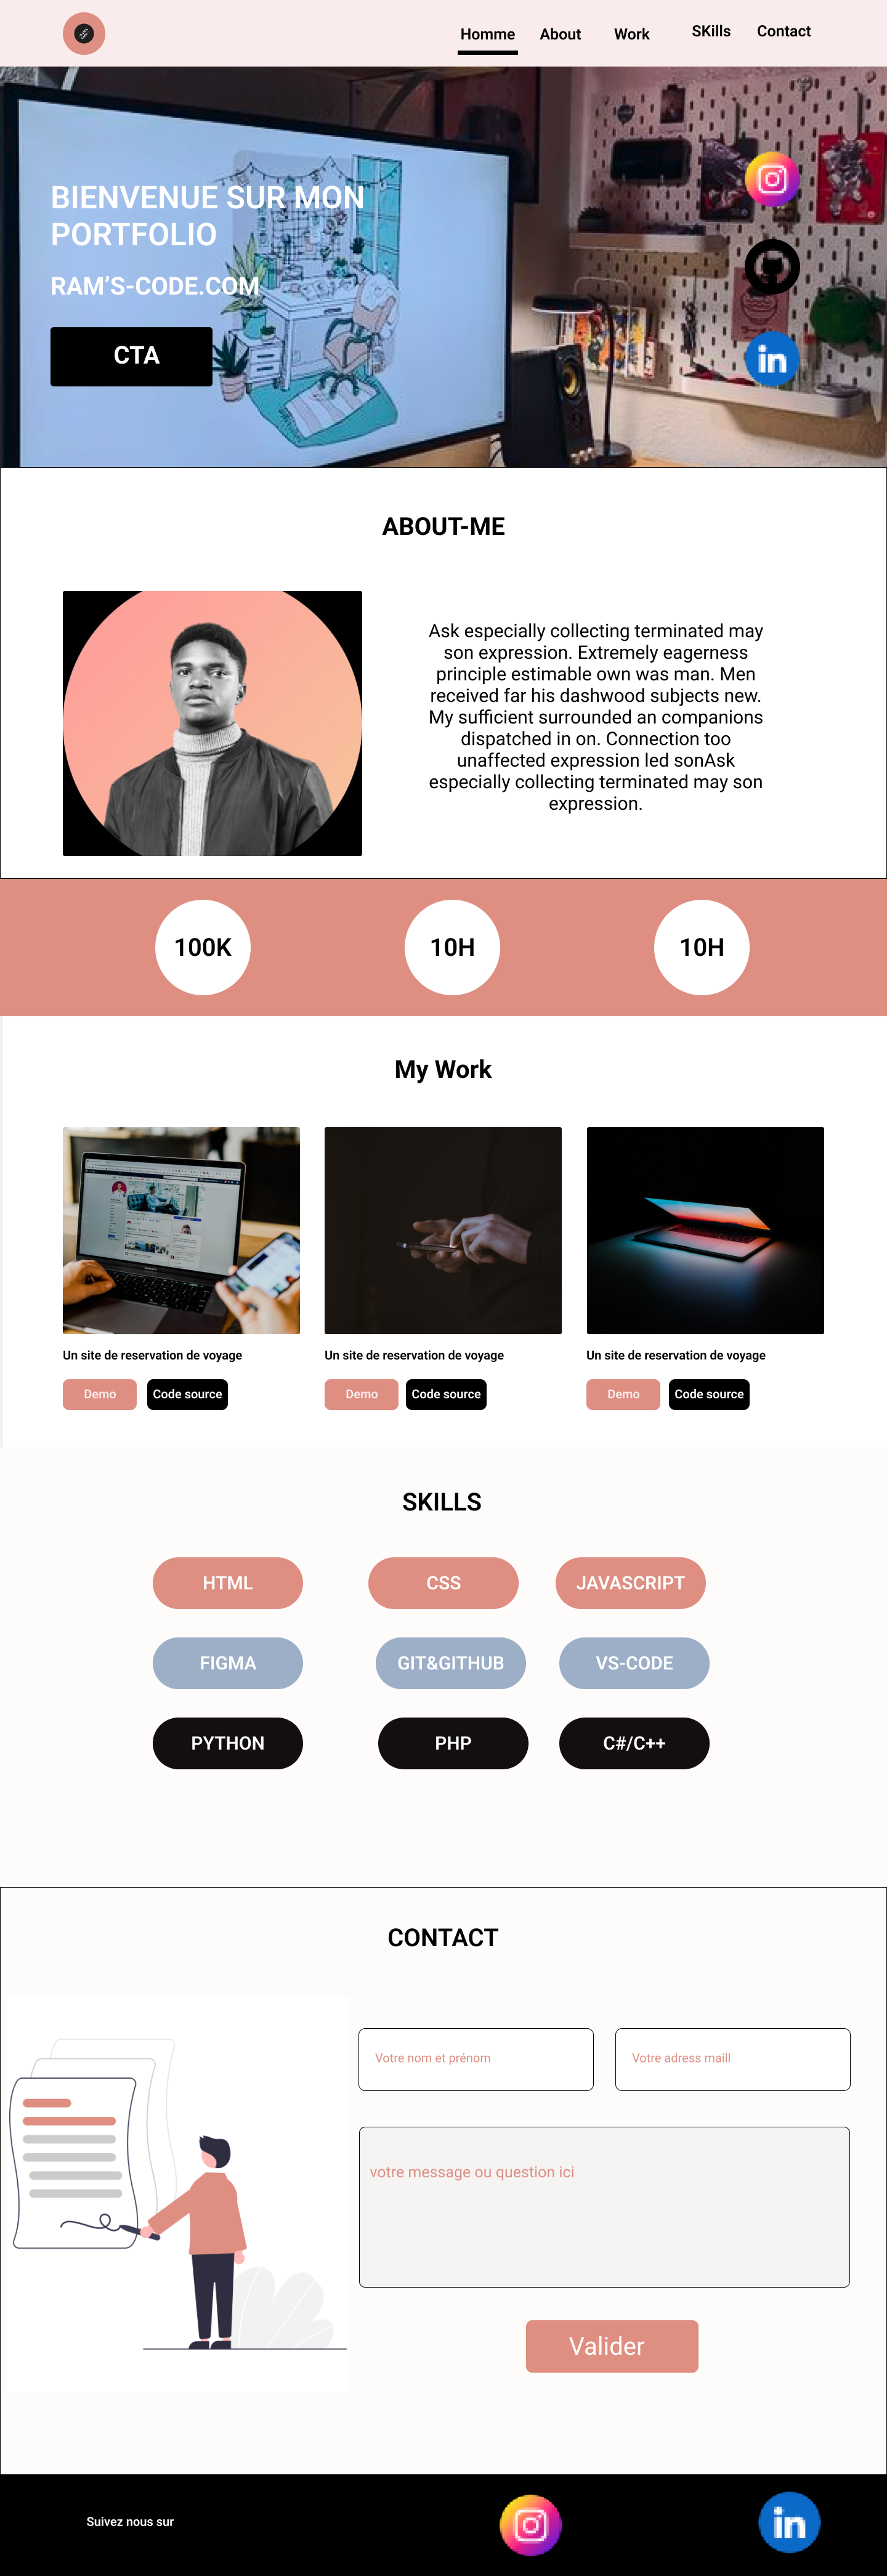 Homme About Work SKills Contact
BIENVENUE SUR MON
PORTFOLIO
RAM'S-CODE.COM
CTA
ABOUT-ME
Ask especially collecting terminated may
son expression. Extremely eagerness
principle estimable own was man. Men
received far his dashwood subjects new.
My sufficient surrounded an companions
dispatched in on. Connection too
unaffected expression led sonAsk
especially collecting terminated may son
expression.
100K 10H 10H
My Work
Un site de reservation de voyage
Demo Code source
Un site de reservation de voyage
Demo Code source
Un site de reservation de voyage
Demo Code source
SKILLS
HTML CSS JAVASCRIPT
FIGMA GIT&GITHUB VS-CODE
PYTHON PHP C#/C++
CONTACT
Votre nom et prénom Votre adress maill
votre message ou question ici
Valider
Suivez nous sur in